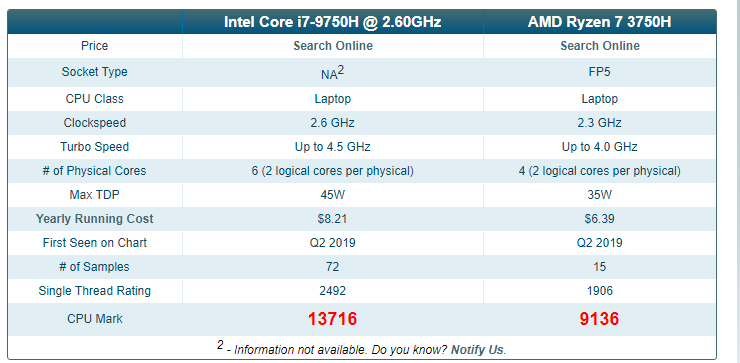 Intel Core i7-9750H @ 2.60GHz AMD Ryzen 7 3750H
Price Search Online Search Online
Socket Type NA2 FP5
CPU Class Laptop Laptop
Clockspeed 2.6 GHz 2.3 GHz
Turbo Speed Up to 4.5 GHz Up to 4.0 GHz
# of Physical Cores 6 (2 logical cores per physical) 4 (2 logical cores per physical)
Max TDP 45W 35W
Yearly Running Cost $8.21 $6.39
First Seen on Chart Q2 2019 Q2 2019
# of Samples 72 15
Single Thread Rating 2492 1906
CPU Mark 13716 9136
2 - Information not available. Do you know? Notify Us.